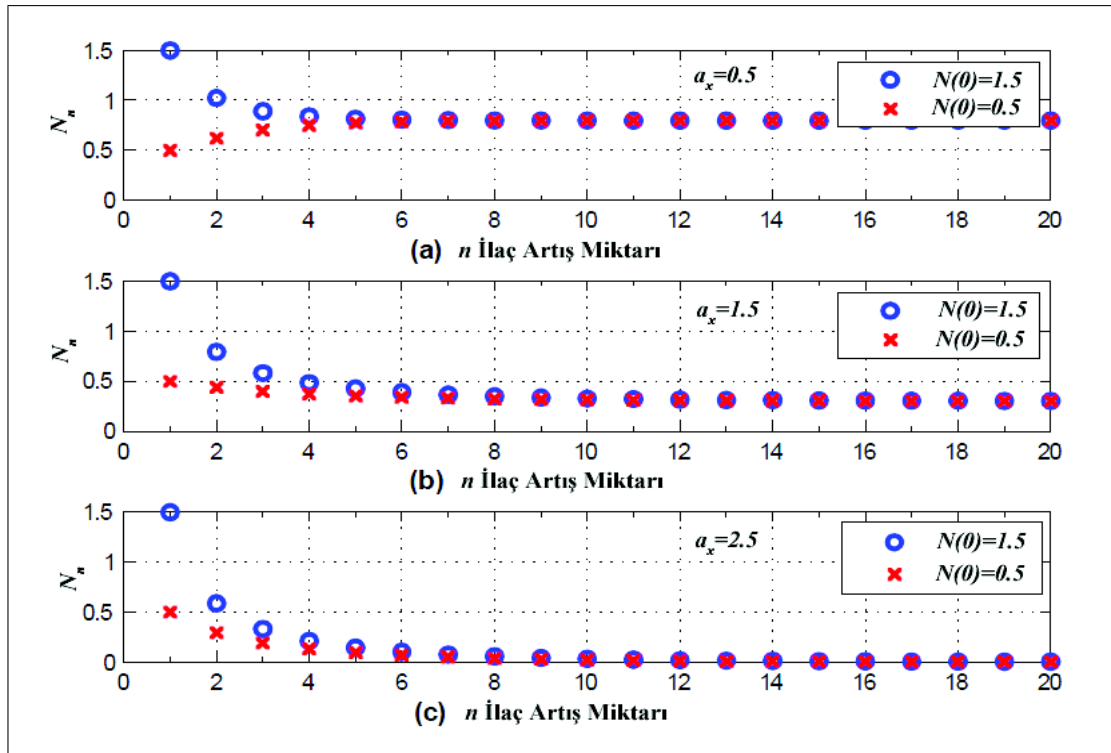 1.5
1
0.5
0
N_n
a_x=0.5
N(0)=1.5
N(0)=0.5
0 2 4 6 8 10 12 14 16 18 20
(a) n İlaç Artış Miktarı
1.5
1
0.5
0
N_n
a_x=1.5
N(0)=1.5
N(0)=0.5
0 2 4 6 8 10 12 14 16 18 20
(b) n İlaç Artış Miktarı
1.5
1
0.5
0
N_n
a_x=2.5
N(0)=1.5
N(0)=0.5
0 2 4 6 8 10 12 14 16 18 20
(c) n İlaç Artış Miktarı